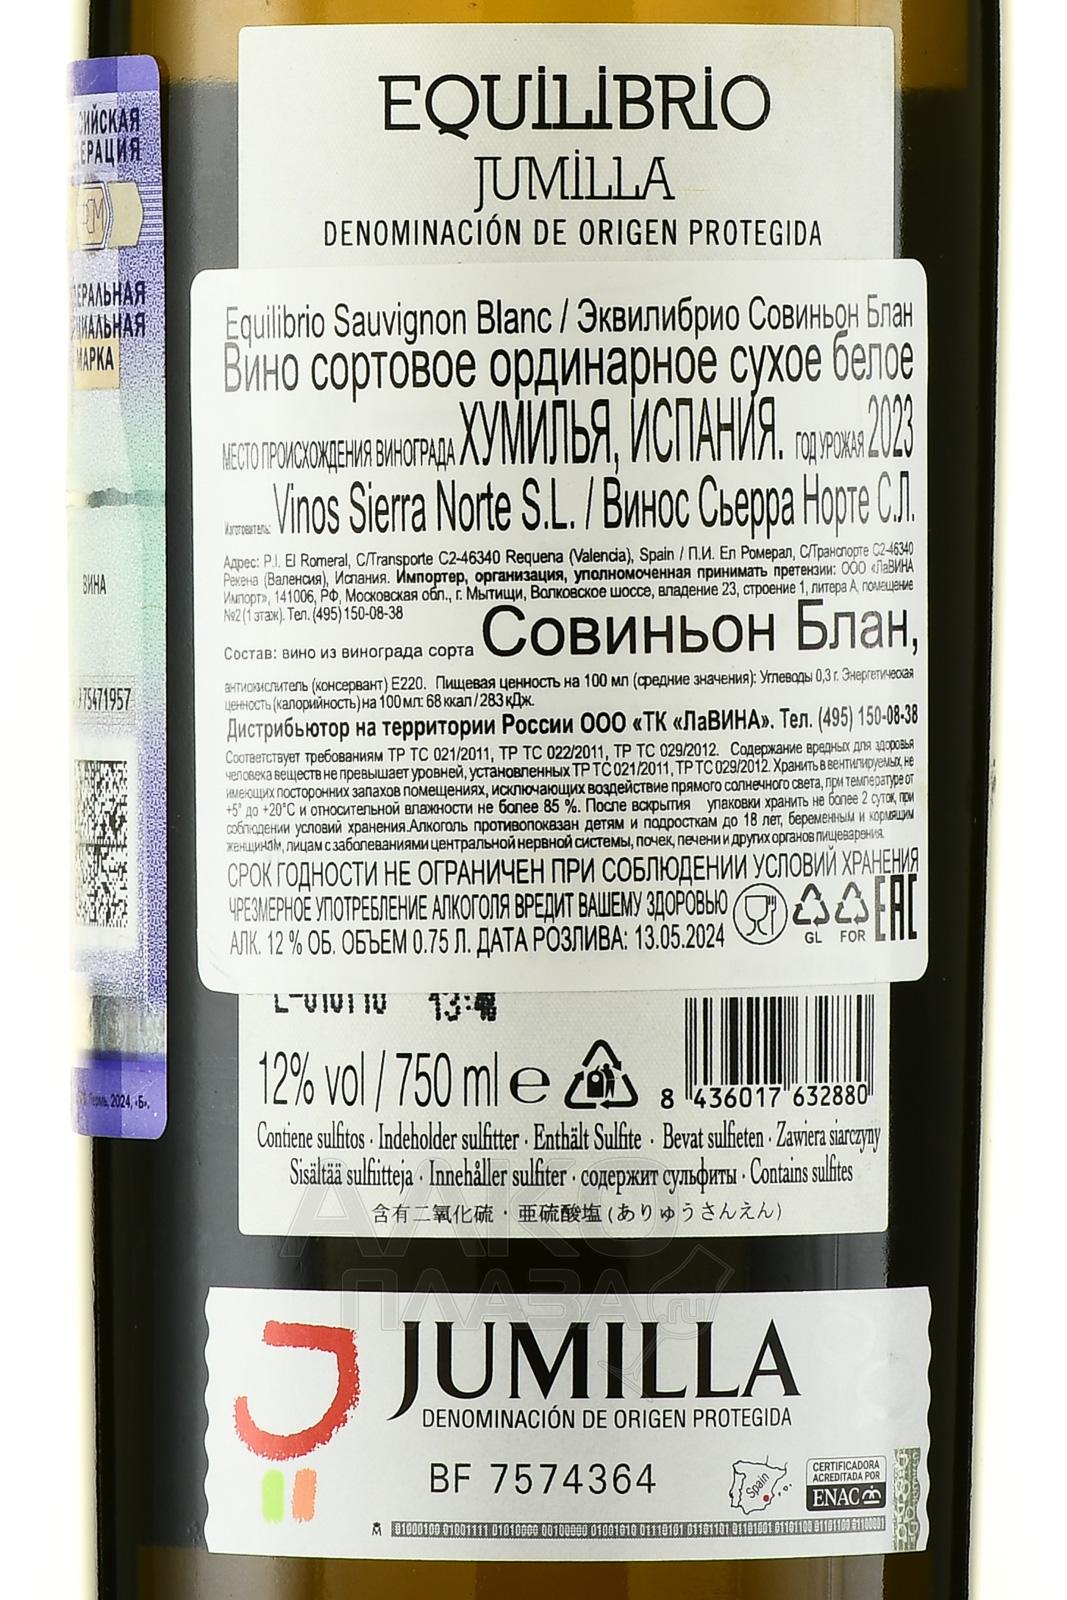 EQUİLİBRİO
JUMİLLA
DENOMINACIÓN DE ORIGEN PROTEGIDA
Equilibrio Sauvignon Blanc / Эквилибрио Совиньон Блан
Вино сортовое ординарное сухое белое
МЕСТО ПРОИСХОЖДЕНИЯ ВИНОГРАДА ХУМИЛЬЯ, ИСПАНИЯ. ГОД УРОЖАЯ 2023
Изготовитель: Vinos Sierra Norte S.L. / Винос Сьерра Норте С.Л.
Адрес: P.I. El Romeral, C/Transporte C2-46340 Requena (Valencia), Spain / П.И. Ел Ромерал, С/Транспорте С2-46340
Рекена (Валенсия), Испания. Импортер, организация, уполномоченная принимать претензии: ООО «ЛаВИНА
Импорт», 141006, РФ, Московская обл., г. Мытищи, Волковское шоссе, владение 23, строение 1, литера А, помещение
№2 (1 этаж). Тел. (495) 150-08-38
Состав: вино из винограда сорта Совиньон Блан,
антиокислитель (консервант) Е220. Пищевая ценность на 100 мл (средние значения): Углеводы 0,3 г. Энергетическая
ценность (калорийность) на 100 мл: 68 ккал / 283 кДж.
Дистрибьютор на территории России ООО «ТК «ЛаВИНА». Тел. (495) 150-08-38
Соответствует требованиям ТР ТС 021/2011, ТР ТС 022/2011, ТР ТС 029/2012. Содержание вредных для здоровья
человека веществ не превышает уровней, установленных ТР ТС 021/2011, ТР ТС 029/2012. Хранить в вентилируемых, не
имеющих посторонних запахов помещениях, исключающих воздействие прямого солнечного света, при температуре от
+5° до +20°С и относительной влажности не более 85 %. После вскрытия упаковки хранить не более 2 суток, при
соблюдении условий хранения.Алкоголь противопоказан детям и подросткам до 18 лет, беременным и кормящим
женщинам, лицам с заболеваниями центральной нервной системы, почек, печени и других органов пищеварения.
СРОК ГОДНОСТИ НЕ ОГРАНИЧЕН ПРИ СОБЛЮДЕНИИ УСЛОВИЙ ХРАНЕНИЯ
ЧРЕЗМЕРНОЕ УПОТРЕБЛЕНИЕ АЛКОГОЛЯ ВРЕДИТ ВАШЕМУ ЗДОРОВЬЮ
АЛК. 12 % ОБ. ОБЪЕМ 0.75 Л. ДАТА РОЗЛИВА: 13.05.2024
GL FOR EAC
12% vol / 750 ml e
8 436017 632880
Contiene sulfitos · Indeholder sulfitter · Enthält Sulfite · Bevat sulfieten · Zawiera siarczyny
Sisältää sulfiitteja · Innehåller sulfiter · содержит сульфиты · Contains sulfites
含有二氧化硫 · 亜硫酸塩 (ありゅうさんえん)
АЛКО
ПЛАЗА.ru
JUMILLA
DENOMINACIÓN DE ORIGEN PROTEGIDA
BF 7574364
Spain
CERTIFICADORA
ACREDITADA POR
ENAC
МАРКА
ВИНА
75471957
2024, «Б».